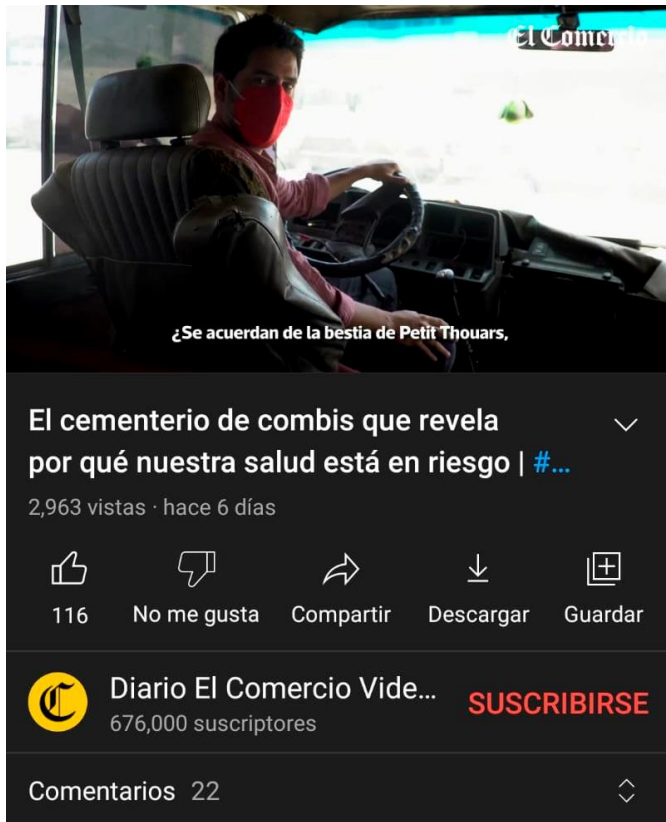 El Comercio
¿Se acuerdan de la bestia de Petit Thouars,
El cementerio de combis que revela
por qué nuestra salud está en riesgo | #...
2,963 vistas · hace 6 días
116 No me gusta Compartir Descargar Guardar
Diario El Comercio Vide... SUSCRIBIRSE
676,000 suscriptores
Comentarios 22